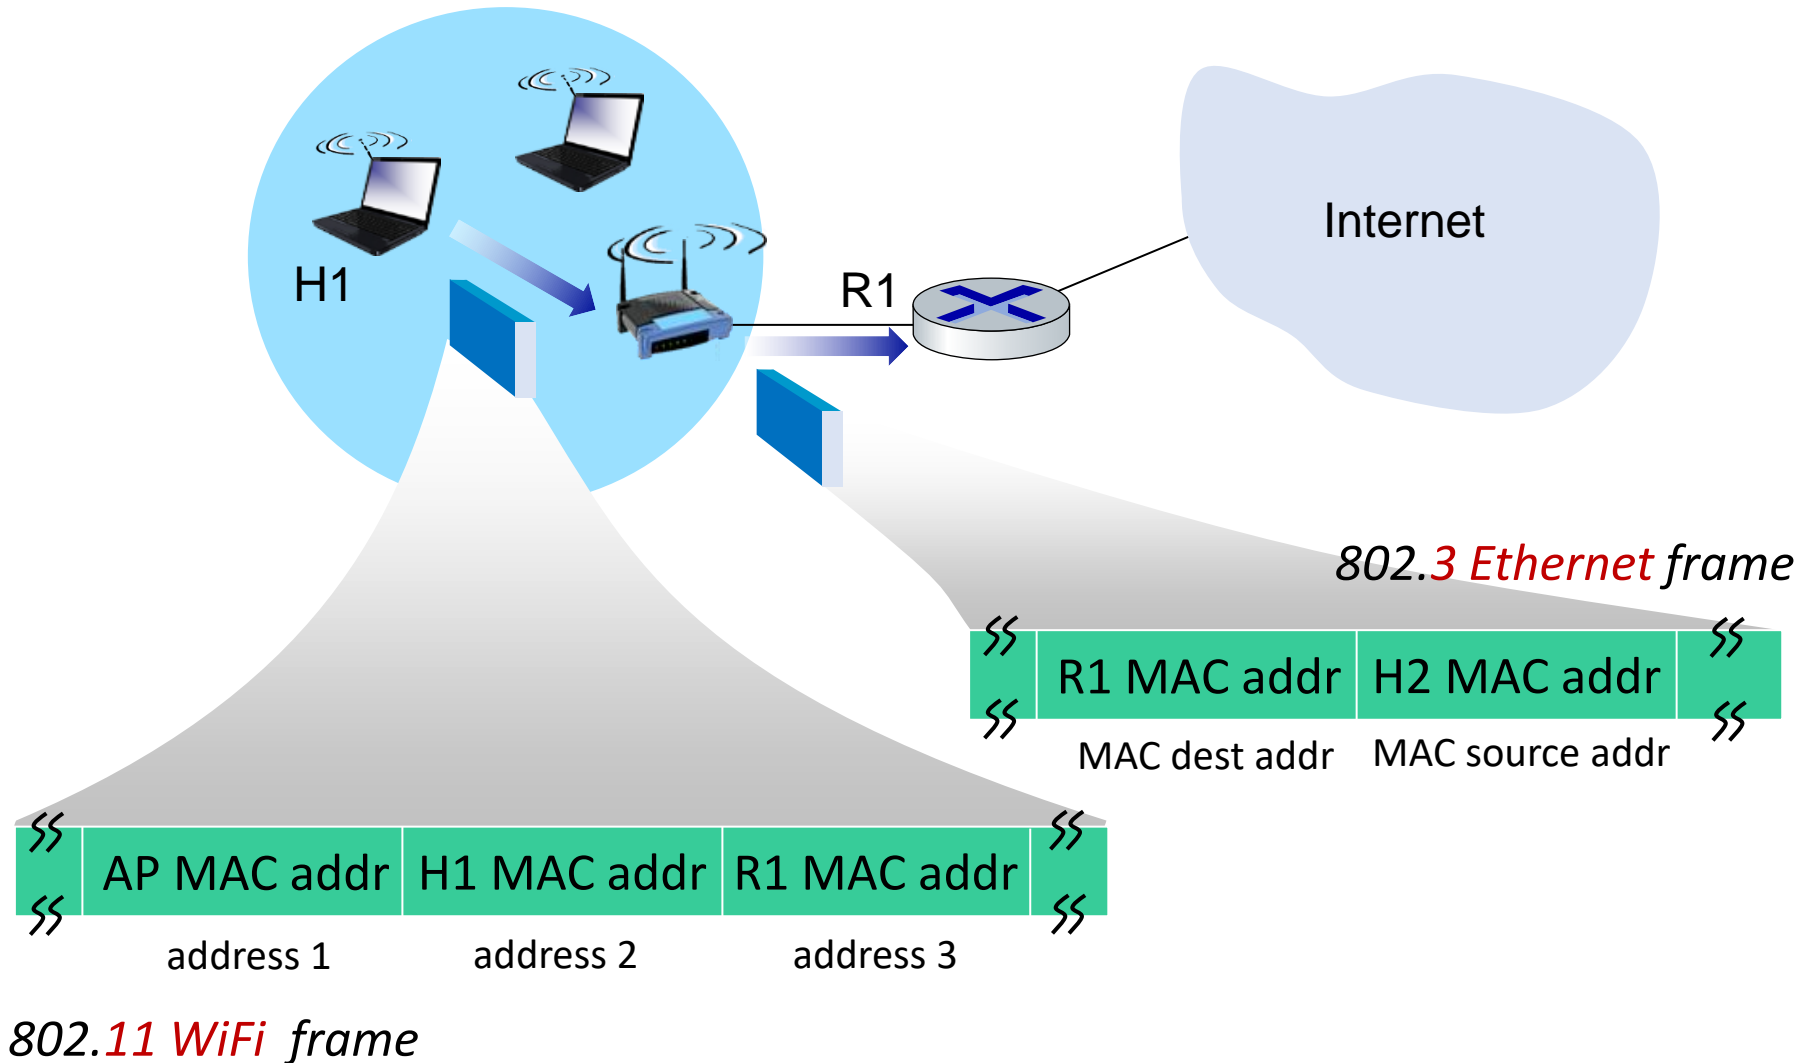 Internet
H1
R1
802.3 Ethernet frame
R1 MAC addr H2 MAC addr
MAC dest addr MAC source addr
AP MAC addr H1 MAC addr R1 MAC addr
address 1 address 2 address 3
802.11 WiFi frame